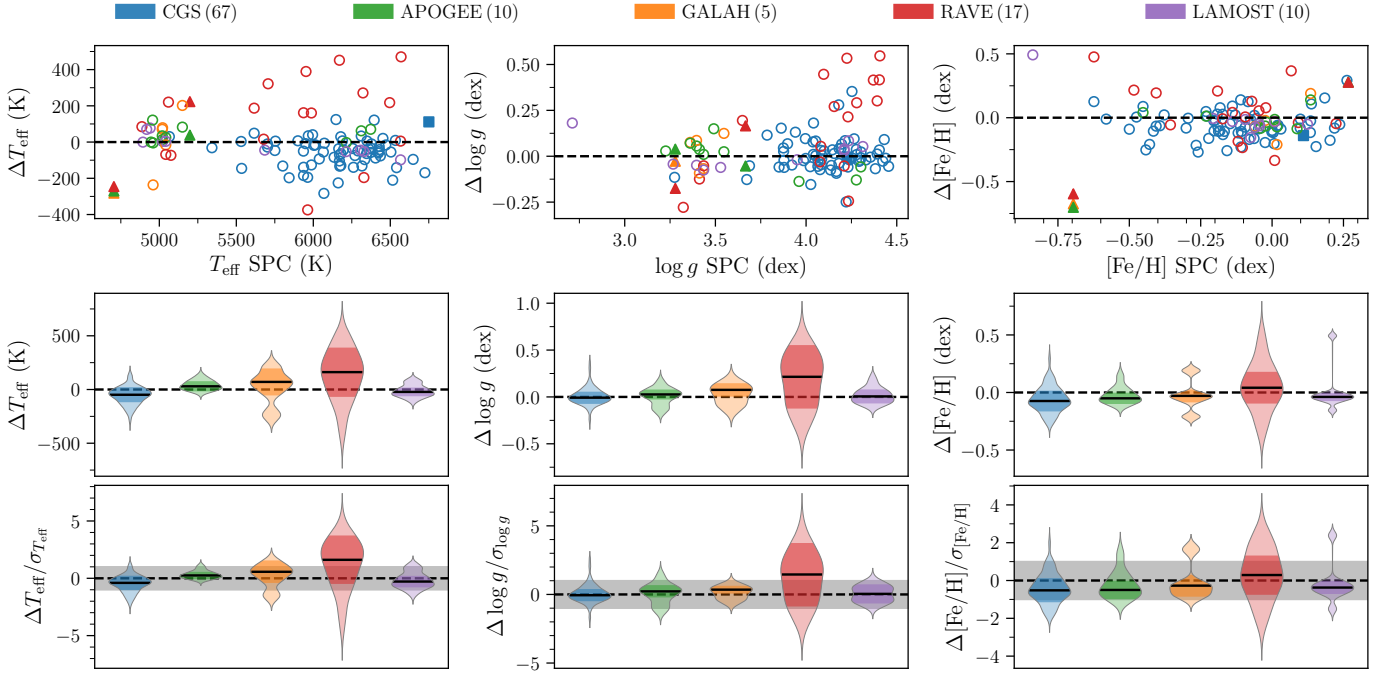 CGS (67)
APOGEE (10)
GALAH (5)
RAVE (17)
LAMOST (10)
ΔT_eff (K)
400
200
0
−200
−400
5000
5500
6000
6500
T_eff SPC (K)
Δ log g (dex)
0.50
0.25
0.00
−0.25
3.0
3.5
4.0
4.5
log g SPC (dex)
Δ[Fe/H] (dex)
0.5
0.0
−0.5
−0.75
−0.50
−0.25
0.00
0.25
[Fe/H] SPC (dex)
ΔT_eff (K)
500
0
−500
Δ log g (dex)
1.0
0.5
0.0
−0.5
Δ[Fe/H] (dex)
0.5
0.0
−0.5
ΔT_eff/σ_T_eff
5
0
−5
Δ log g/σ_log g
5
0
−5
Δ[Fe/H]/σ_[Fe/H]
4
2
0
−2
−4